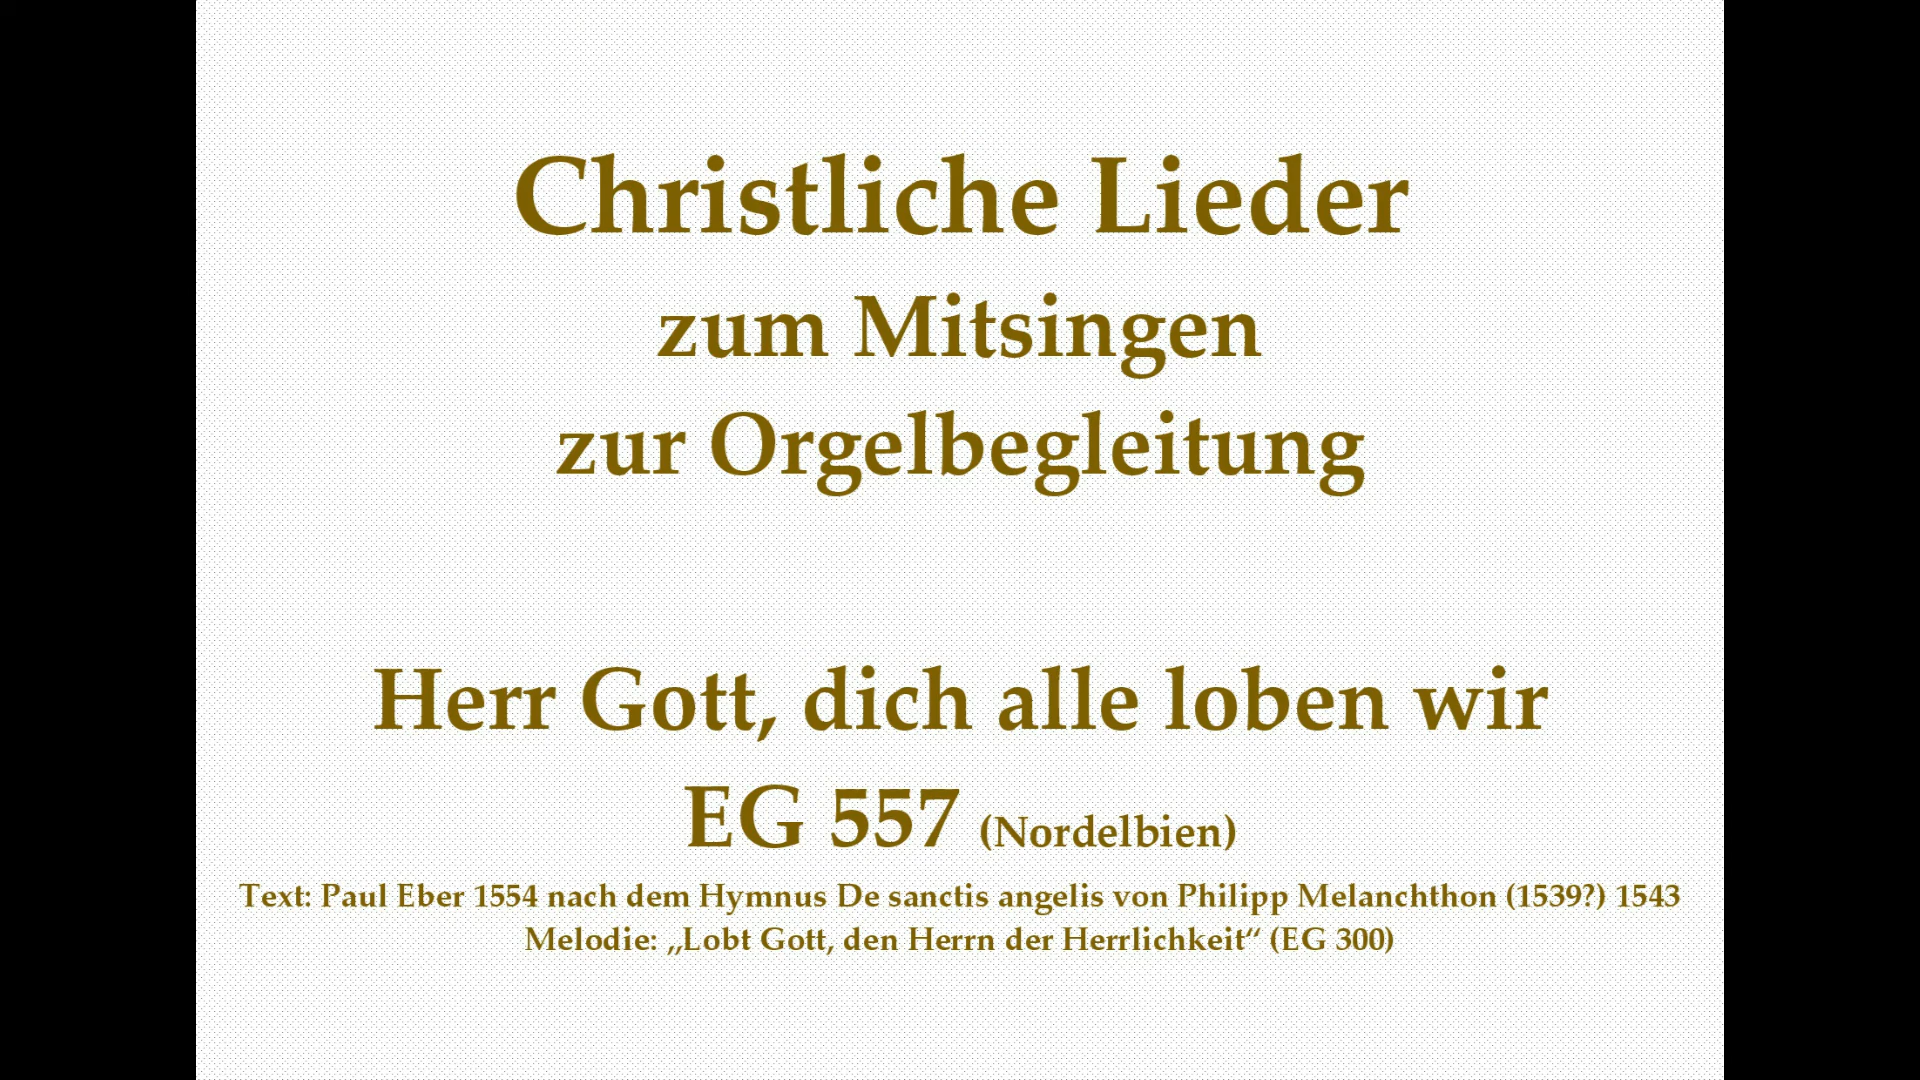 Christliche Lieder
zum Mitsingen
zur Orgelbegleitung
Herr Gott, dich alle loben wir
EG 557 (Nordelbien)
Text: Paul Eber 1554 nach dem Hymnus De sanctis angelis von Philipp Melanchthon (1539?) 1543
Melodie: „Lobt Gott, den Herrn der Herrlichkeit“ (EG 300)